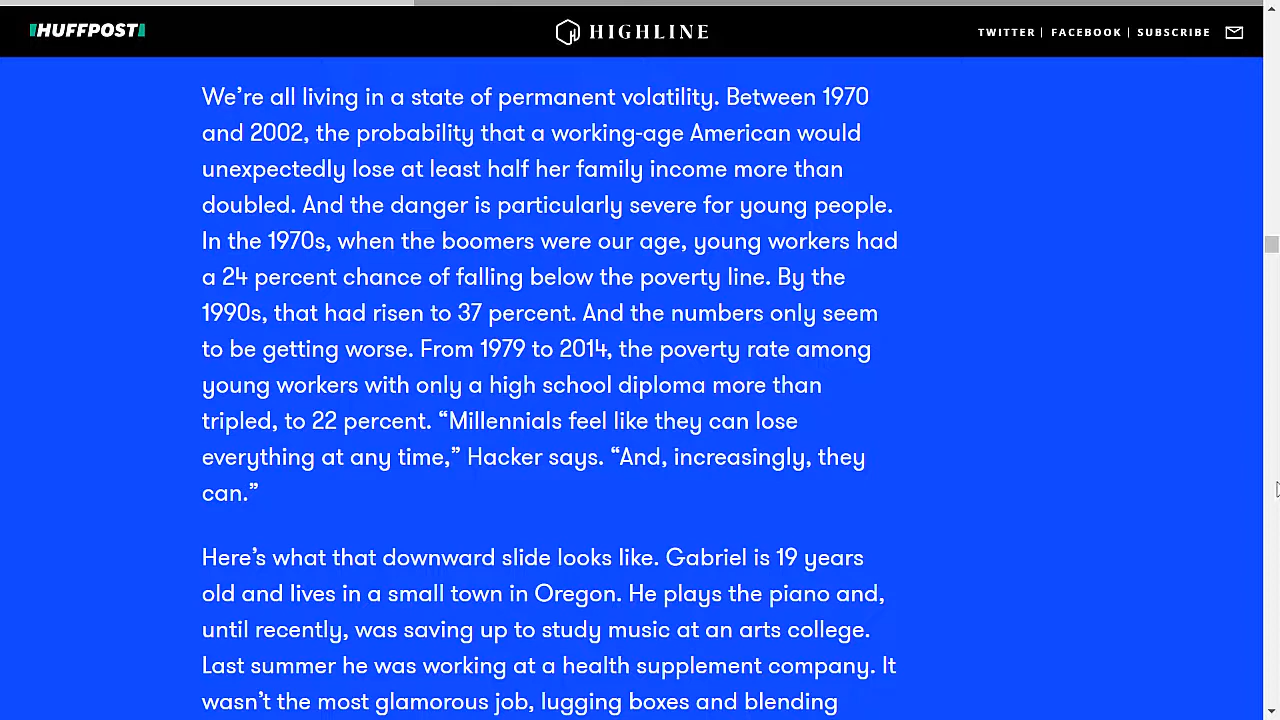 HUFFPOST
HIGHLINE
TWITTER | FACEBOOK | SUBSCRIBE
We’re all living in a state of permanent volatility. Between 1970
and 2002, the probability that a working-age American would
unexpectedly lose at least half her family income more than
doubled. And the danger is particularly severe for young people.
In the 1970s, when the boomers were our age, young workers had
a 24 percent chance of falling below the poverty line. By the
1990s, that had risen to 37 percent. And the numbers only seem
to be getting worse. From 1979 to 2014, the poverty rate among
young workers with only a high school diploma more than
tripled, to 22 percent. “Millennials feel like they can lose
everything at any time,” Hacker says. “And, increasingly, they
can.”
Here’s what that downward slide looks like. Gabriel is 19 years
old and lives in a small town in Oregon. He plays the piano and,
until recently, was saving up to study music at an arts college.
Last summer he was working at a health supplement company. It
wasn’t the most glamorous job, lugging boxes and blending